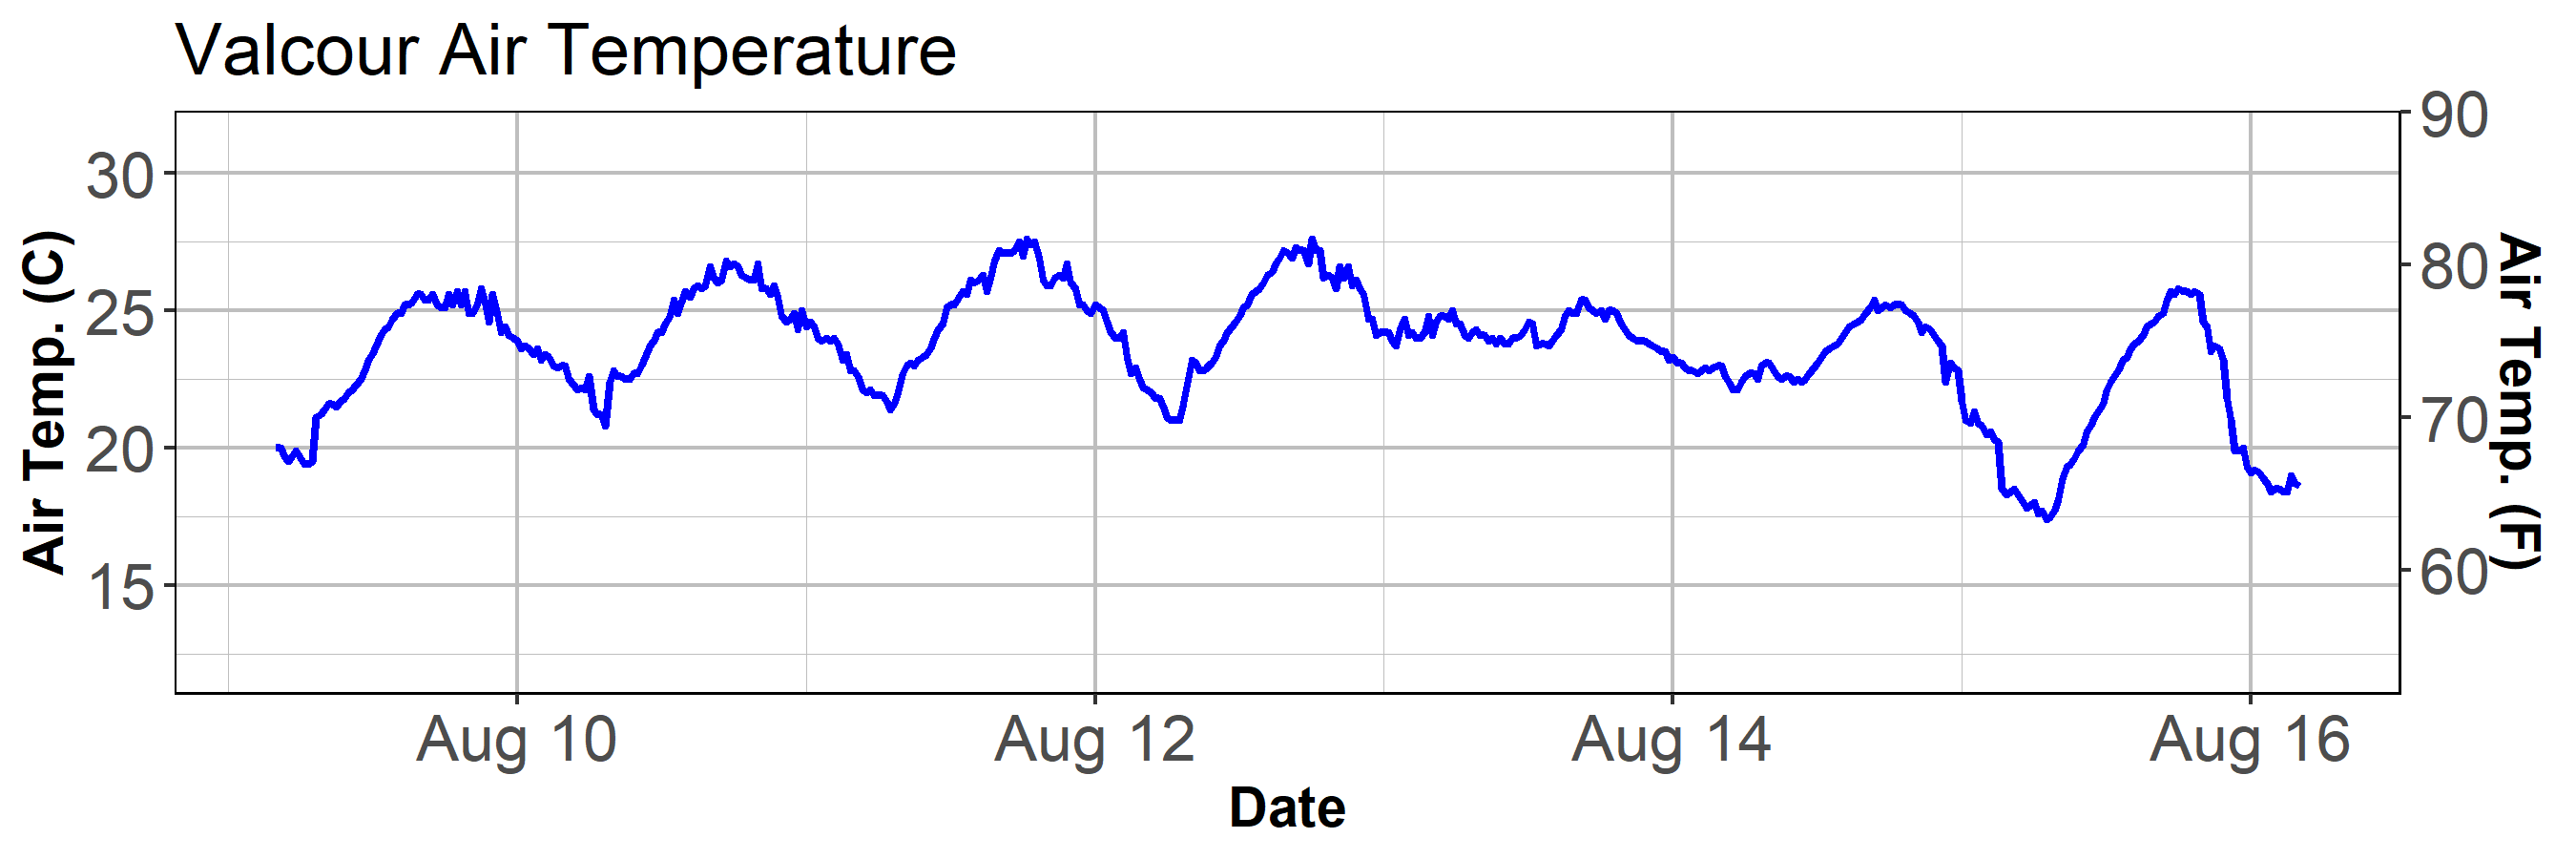 Valcour Air Temperature
Air Temp. (C)
30
25
20
15
90
80
70
60
Air Temp. (F)
Aug 10 Aug 12 Aug 14 Aug 16
Date